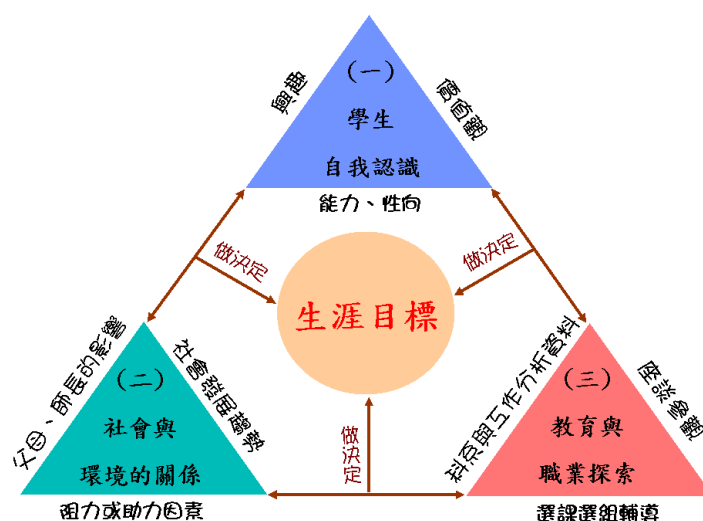 (一)
學生
自我認識
興趣
價值觀
能力、性向
做決定
做決定
生涯目標
父母、師長的影響
社會發展趨勢
(二)
社會與
環境的關係
阻力或助力因素
做決定
科系與工作分析資料
座談參觀
(三)
教育與
職業探索
選課選組輔導